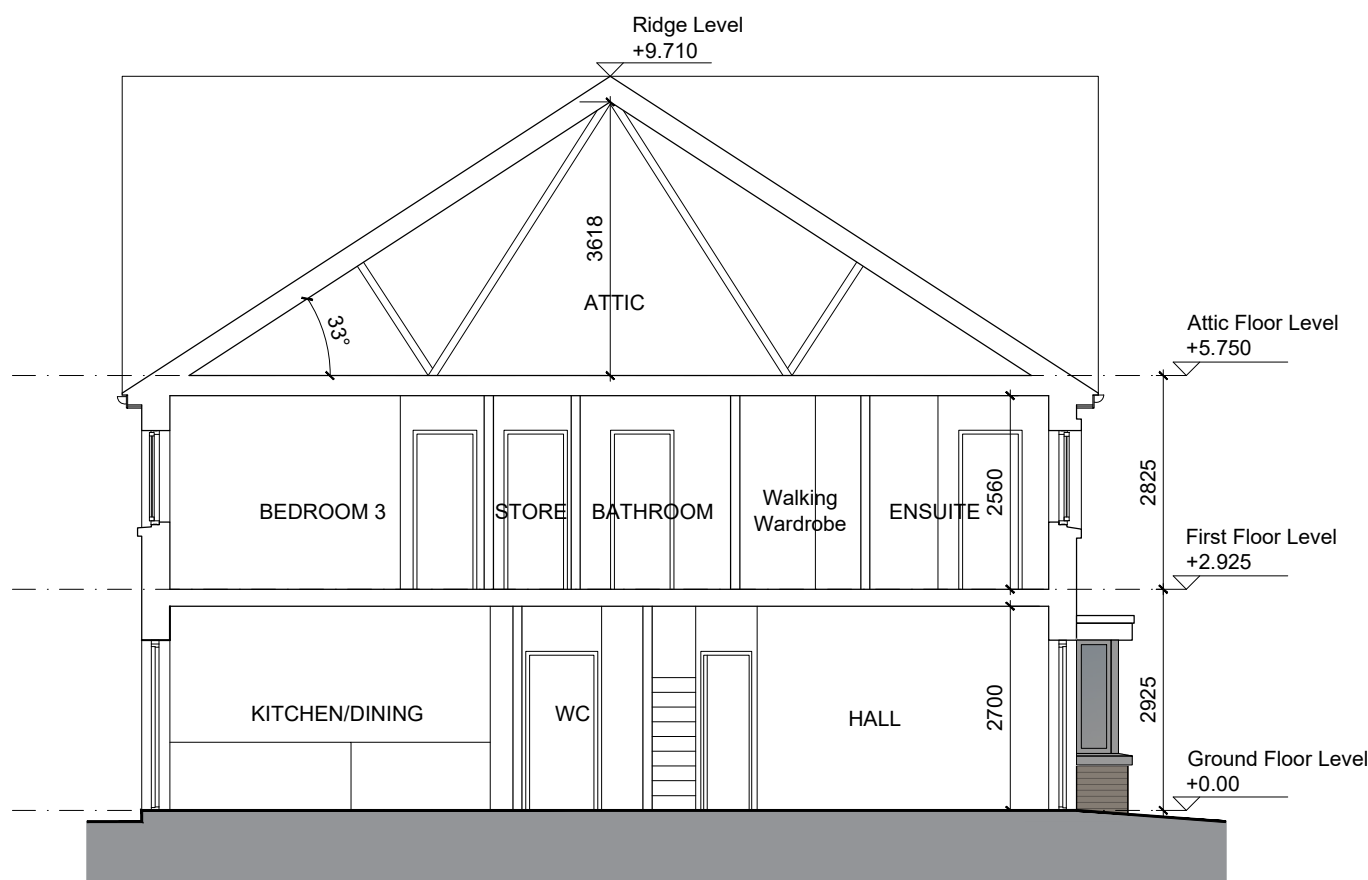 Ridge Level
+9.710
3618
ATTIC
33°
Attic Floor Level
+5.750
BEDROOM 3
STORE
BATHROOM
Walking
Wardrobe
ENSUITE
2560
2825
First Floor Level
+2.925
KITCHEN/DINING
WC
HALL
2700
2925
Ground Floor Level
+0.00